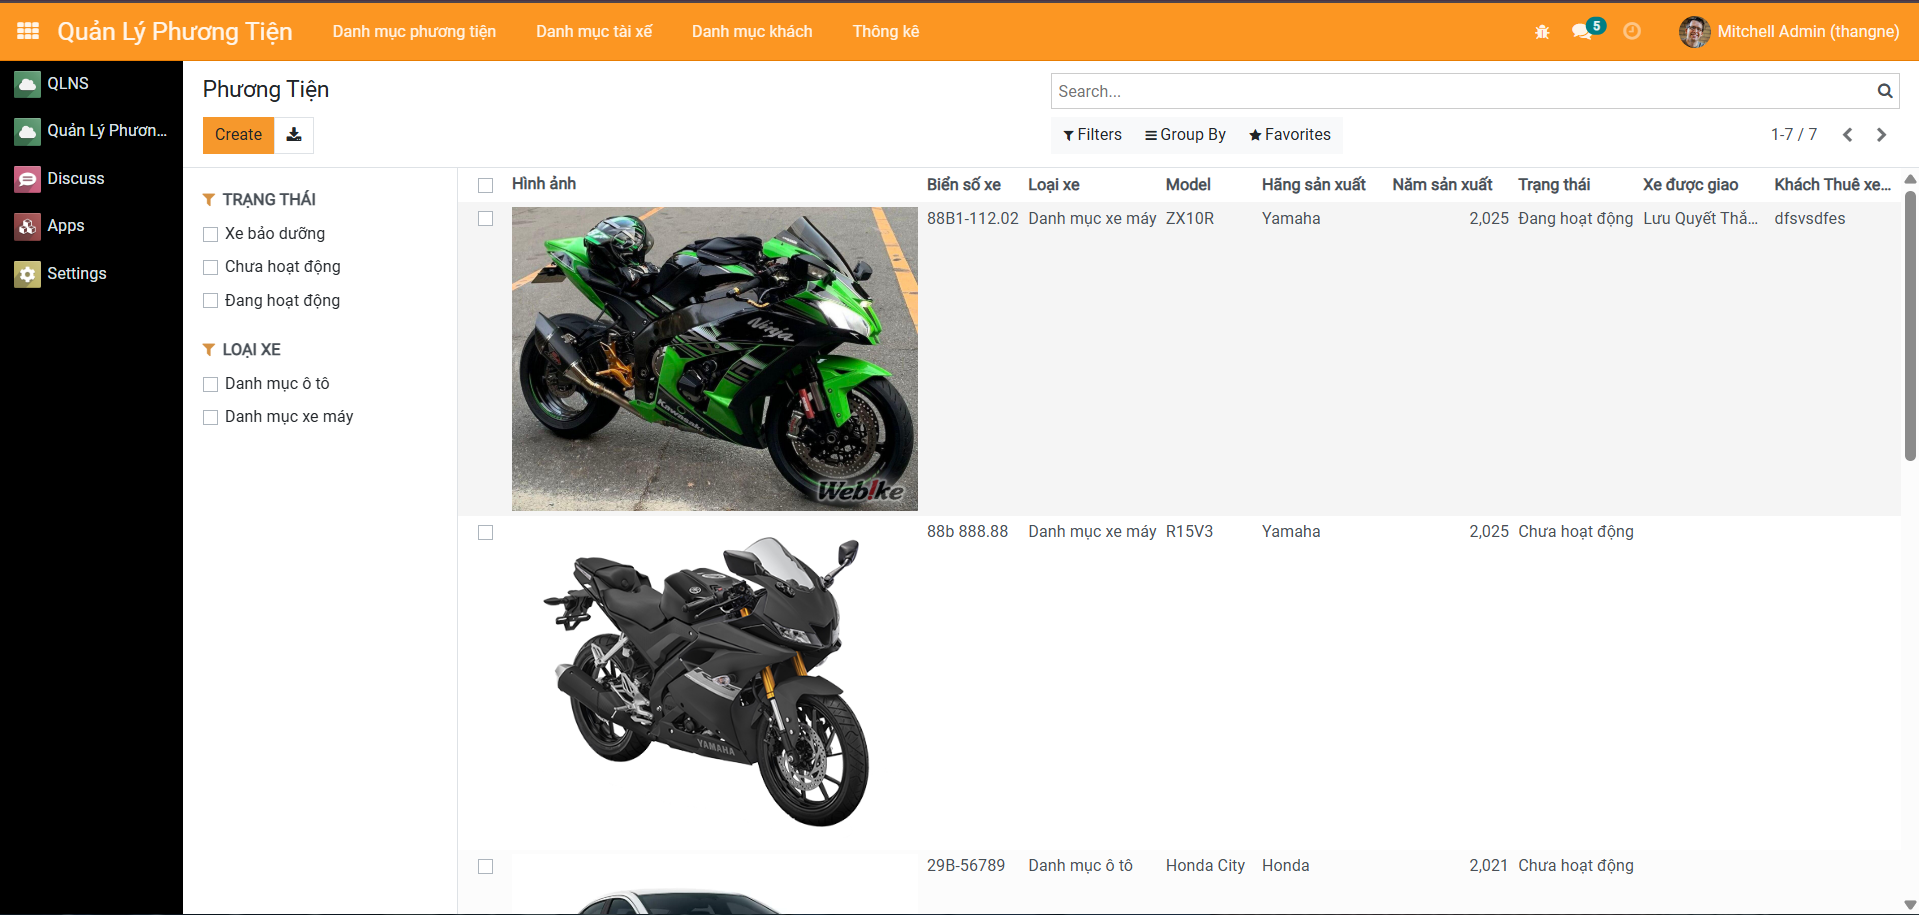 Quản Lý Phương Tiện Danh mục phương tiện Danh mục tài xế Danh mục khách Thông kê 5 Mitchell Admin (thangne)
QLNS
Quản Lý Phươn...
Discuss
Apps
Settings
Phương Tiện
Search...
Create
Filters Group By Favorites 1-7 / 7
TRẠNG THÁI
Xe bảo dưỡng
Chưa hoạt động
Đang hoạt động
LOẠI XE
Danh mục ô tô
Danh mục xe máy
Hình ảnh Biển số xe Loại xe Model Hãng sản xuất Năm sản xuất Trạng thái Xe được giao Khách Thuê xe...
88B1-112.02 Danh mục xe máy ZX10R Yamaha 2,025 Đang hoạt động Lưu Quyết Thắ... dfsvsdfes
Ninja
Kawasaki
Web!ke
88b 888.88 Danh mục xe máy R15V3 Yamaha 2,025 Chưa hoạt động
YAMAHA
29B-56789 Danh mục ô tô Honda City Honda 2,021 Chưa hoạt động